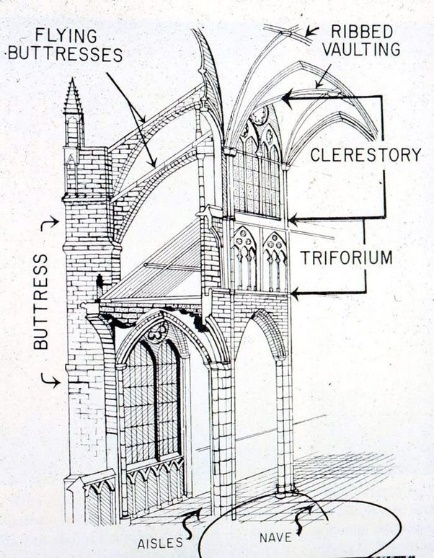 FLYING
BUTTRESSES
RIBBED
VAULTING
CLERESTORY
TRIFORIUM
BUTTRESS
AISLES
NAVE